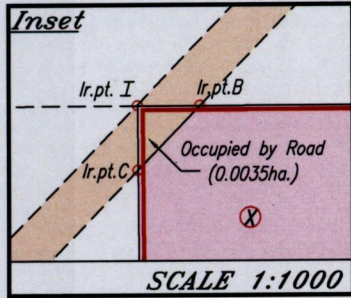 Inset
Ir.pt. I
Ir.pt.B
Ir.pt.C
Occupied by Road
(0.0035ha.)
X
SCALE 1:1000